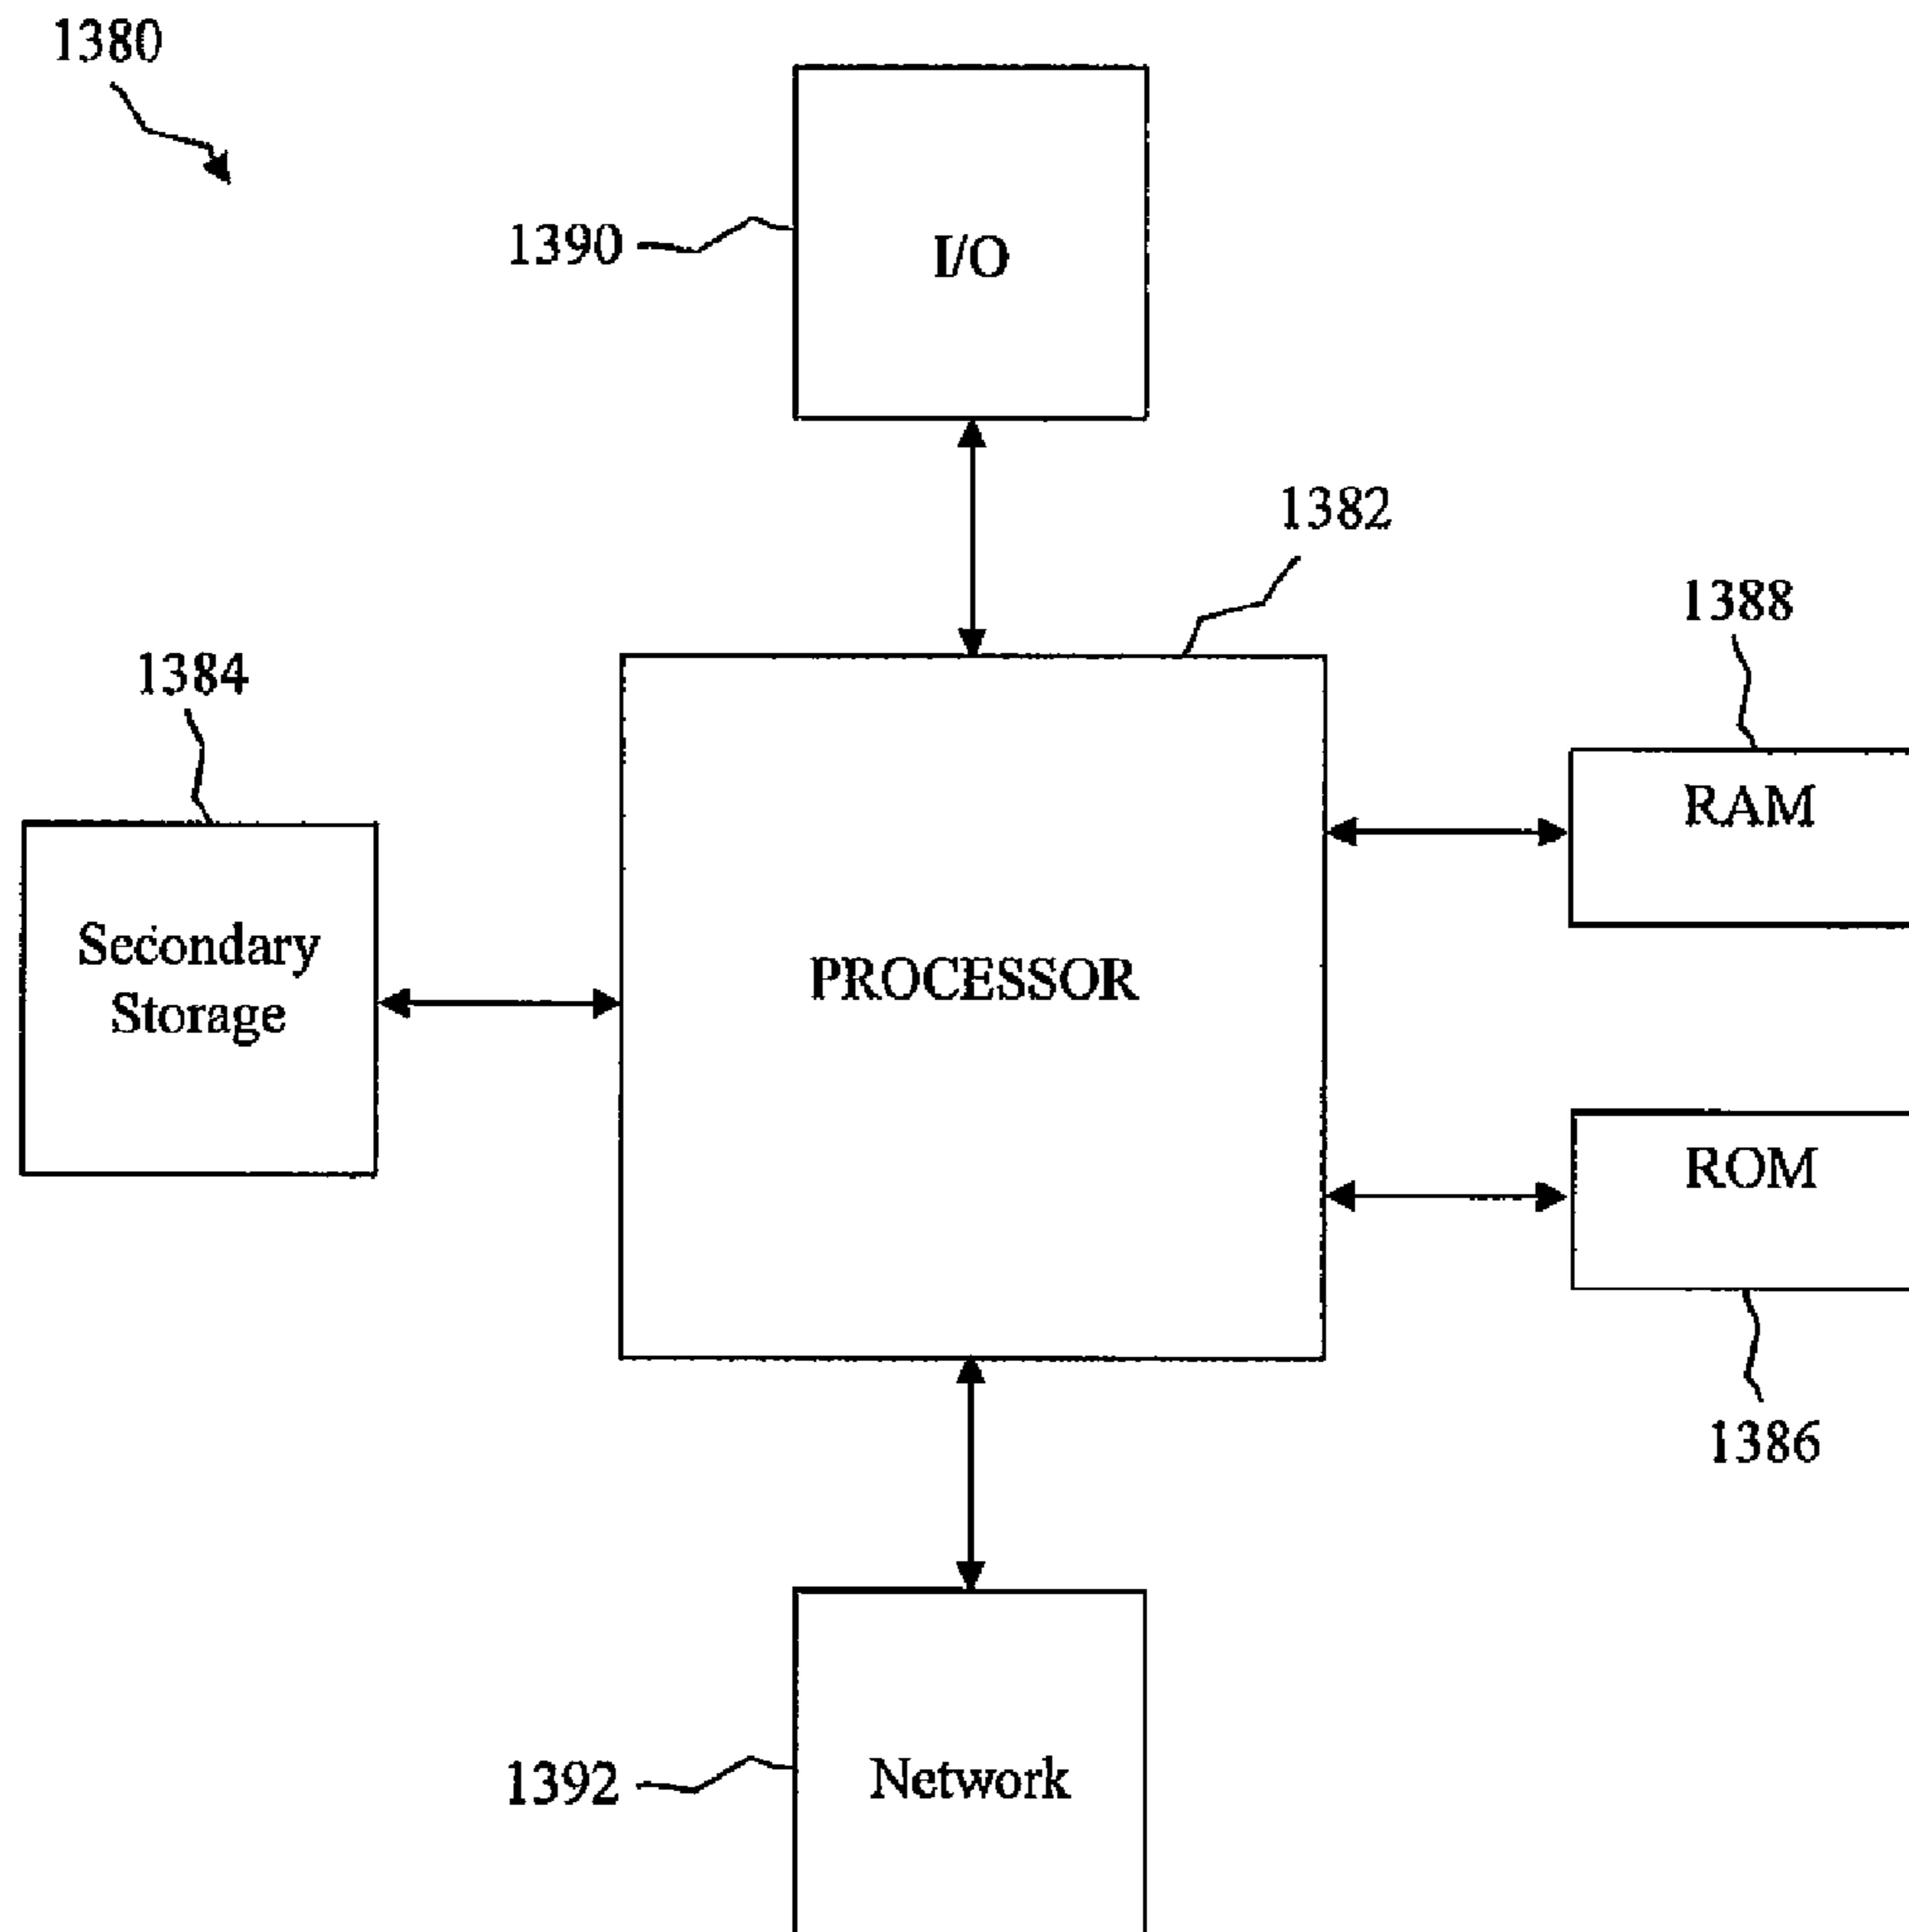 1380
1390
I/O
1382
1388
1384
RAM
Secondary
Storage
PROCESSOR
ROM
1386
1392
Network